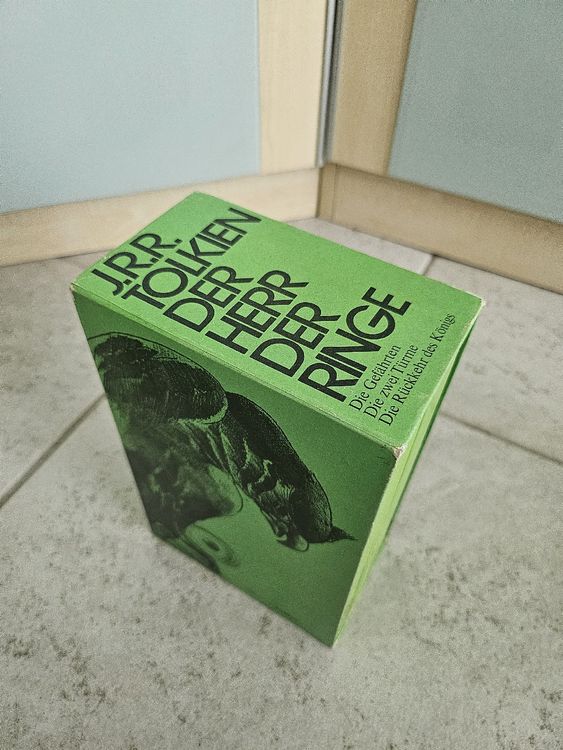 J.R.R.
TOLKIEN
DER
HERR
DER
RINGE
Die Gefährten
Die zwei Türme
Die Rückkehr des Königs